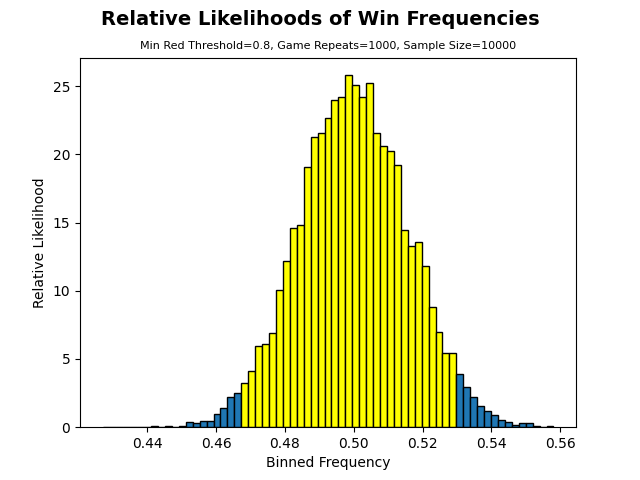 Relative Likelihoods of Win Frequencies
Min Red Threshold=0.8, Game Repeats=1000, Sample Size=10000
25
20
15
10
5
0
Relative Likelihood
0.44 0.46 0.48 0.50 0.52 0.54 0.56
Binned Frequency